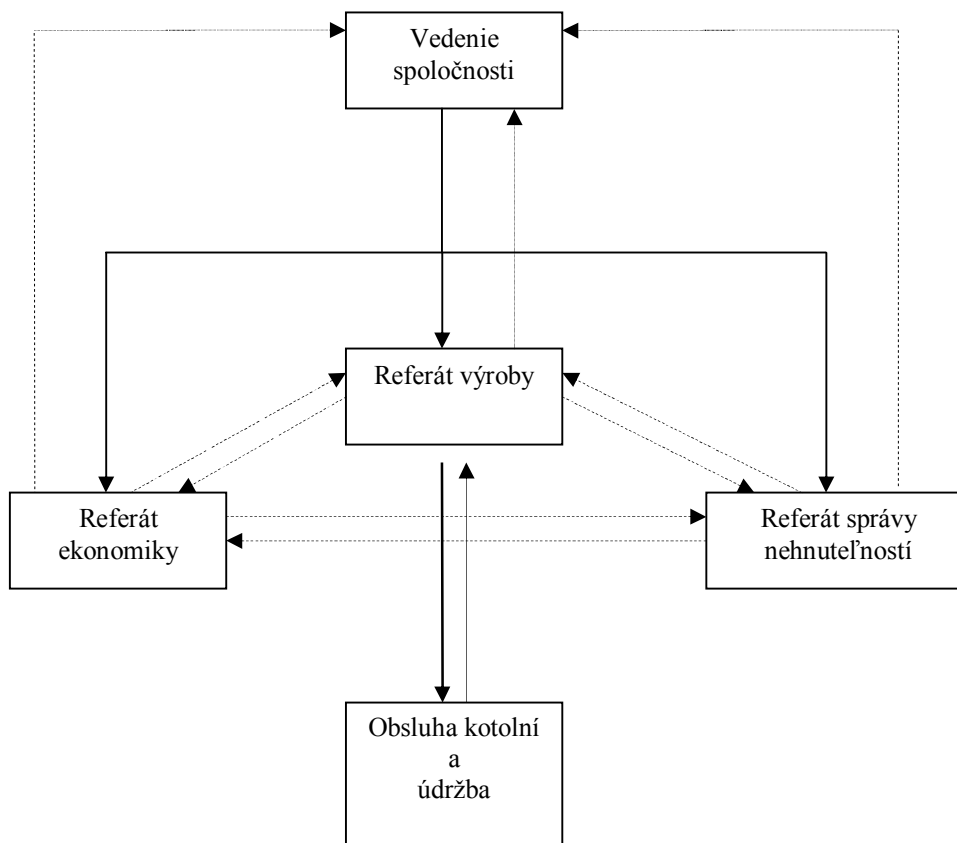 Vedenie
spoločnosti
Referát výroby
Referát
ekonomiky
Referát správy
nehnuteľností
Obsluha kotolní
a
údržba